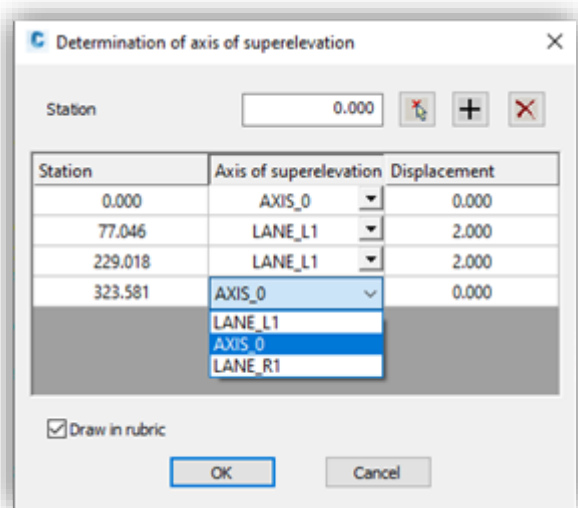 C Determination of axis of superelevation
Station 0.000
Station Axis of superelevation Displacement
0.000 AXIS_0 0.000
77.046 LANE_L1 2.000
229.018 LANE_L1 2.000
323.581 AXIS_0 0.000
LANE_L1
AXIS_0
LANE_R1
Draw in rubric
OK Cancel